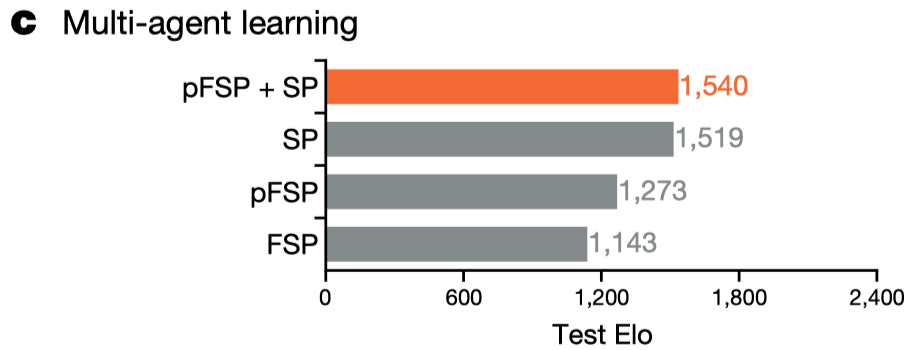 c Multi-agent learning
pFSP + SP 1,540
SP 1,519
pFSP 1,273
FSP 1,143
0 600 1,200 1,800 2,400
Test Elo